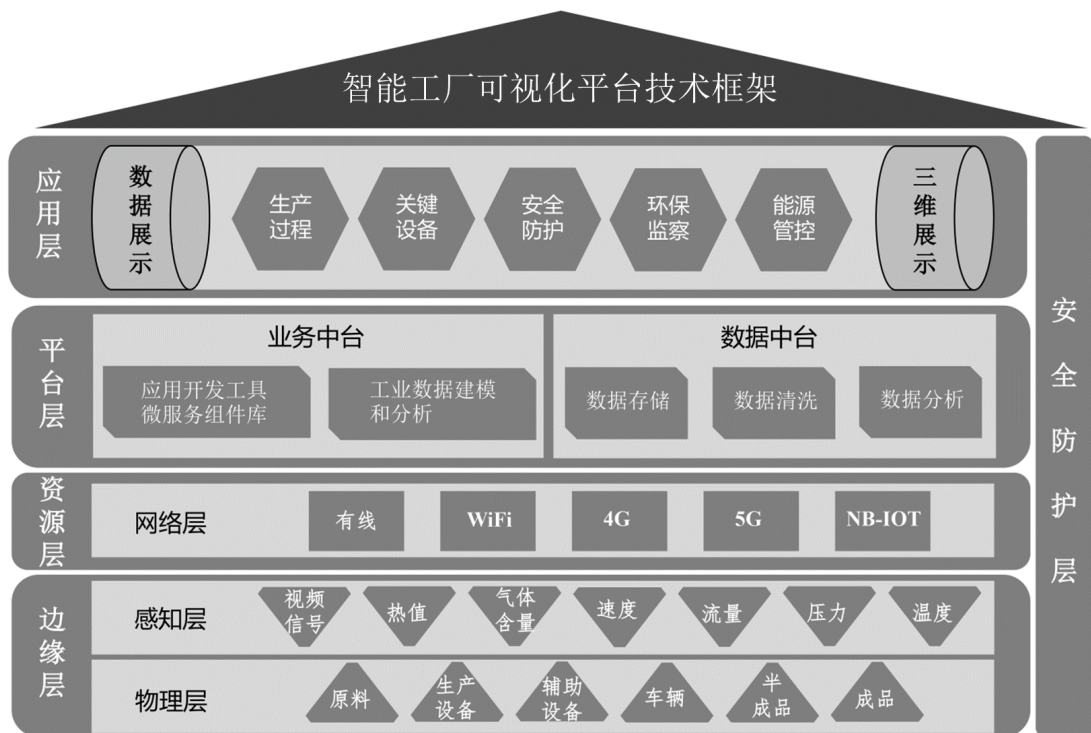 智能工厂可视化平台技术框架
应用层
数据展示
生产
过程
关键
设备
安全
防护
环保
监察
能源
管控
三维展示
平台层
业务中台
应用开发工具
微服务组件库
工业数据建模
和分析
数据中台
数据存储
数据清洗
数据分析
资源层
网络层
有线
WiFi
4G
5G
NB-IOT
边缘层
感知层
视频
信号
热值
气体
含量
速度
流量
压力
温度
物理层
原料
生产
设备
辅助
设备
车辆
半
成品
成品
安全防护层